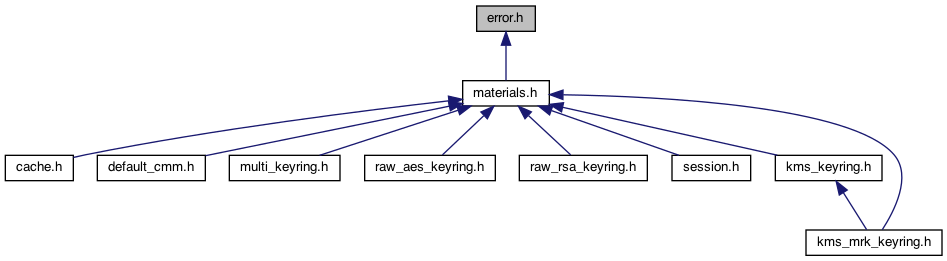 error.h
materials.h
cache.h
default_cmm.h
multi_keyring.h
raw_aes_keyring.h
raw_rsa_keyring.h
session.h
kms_keyring.h
kms_mrk_keyring.h